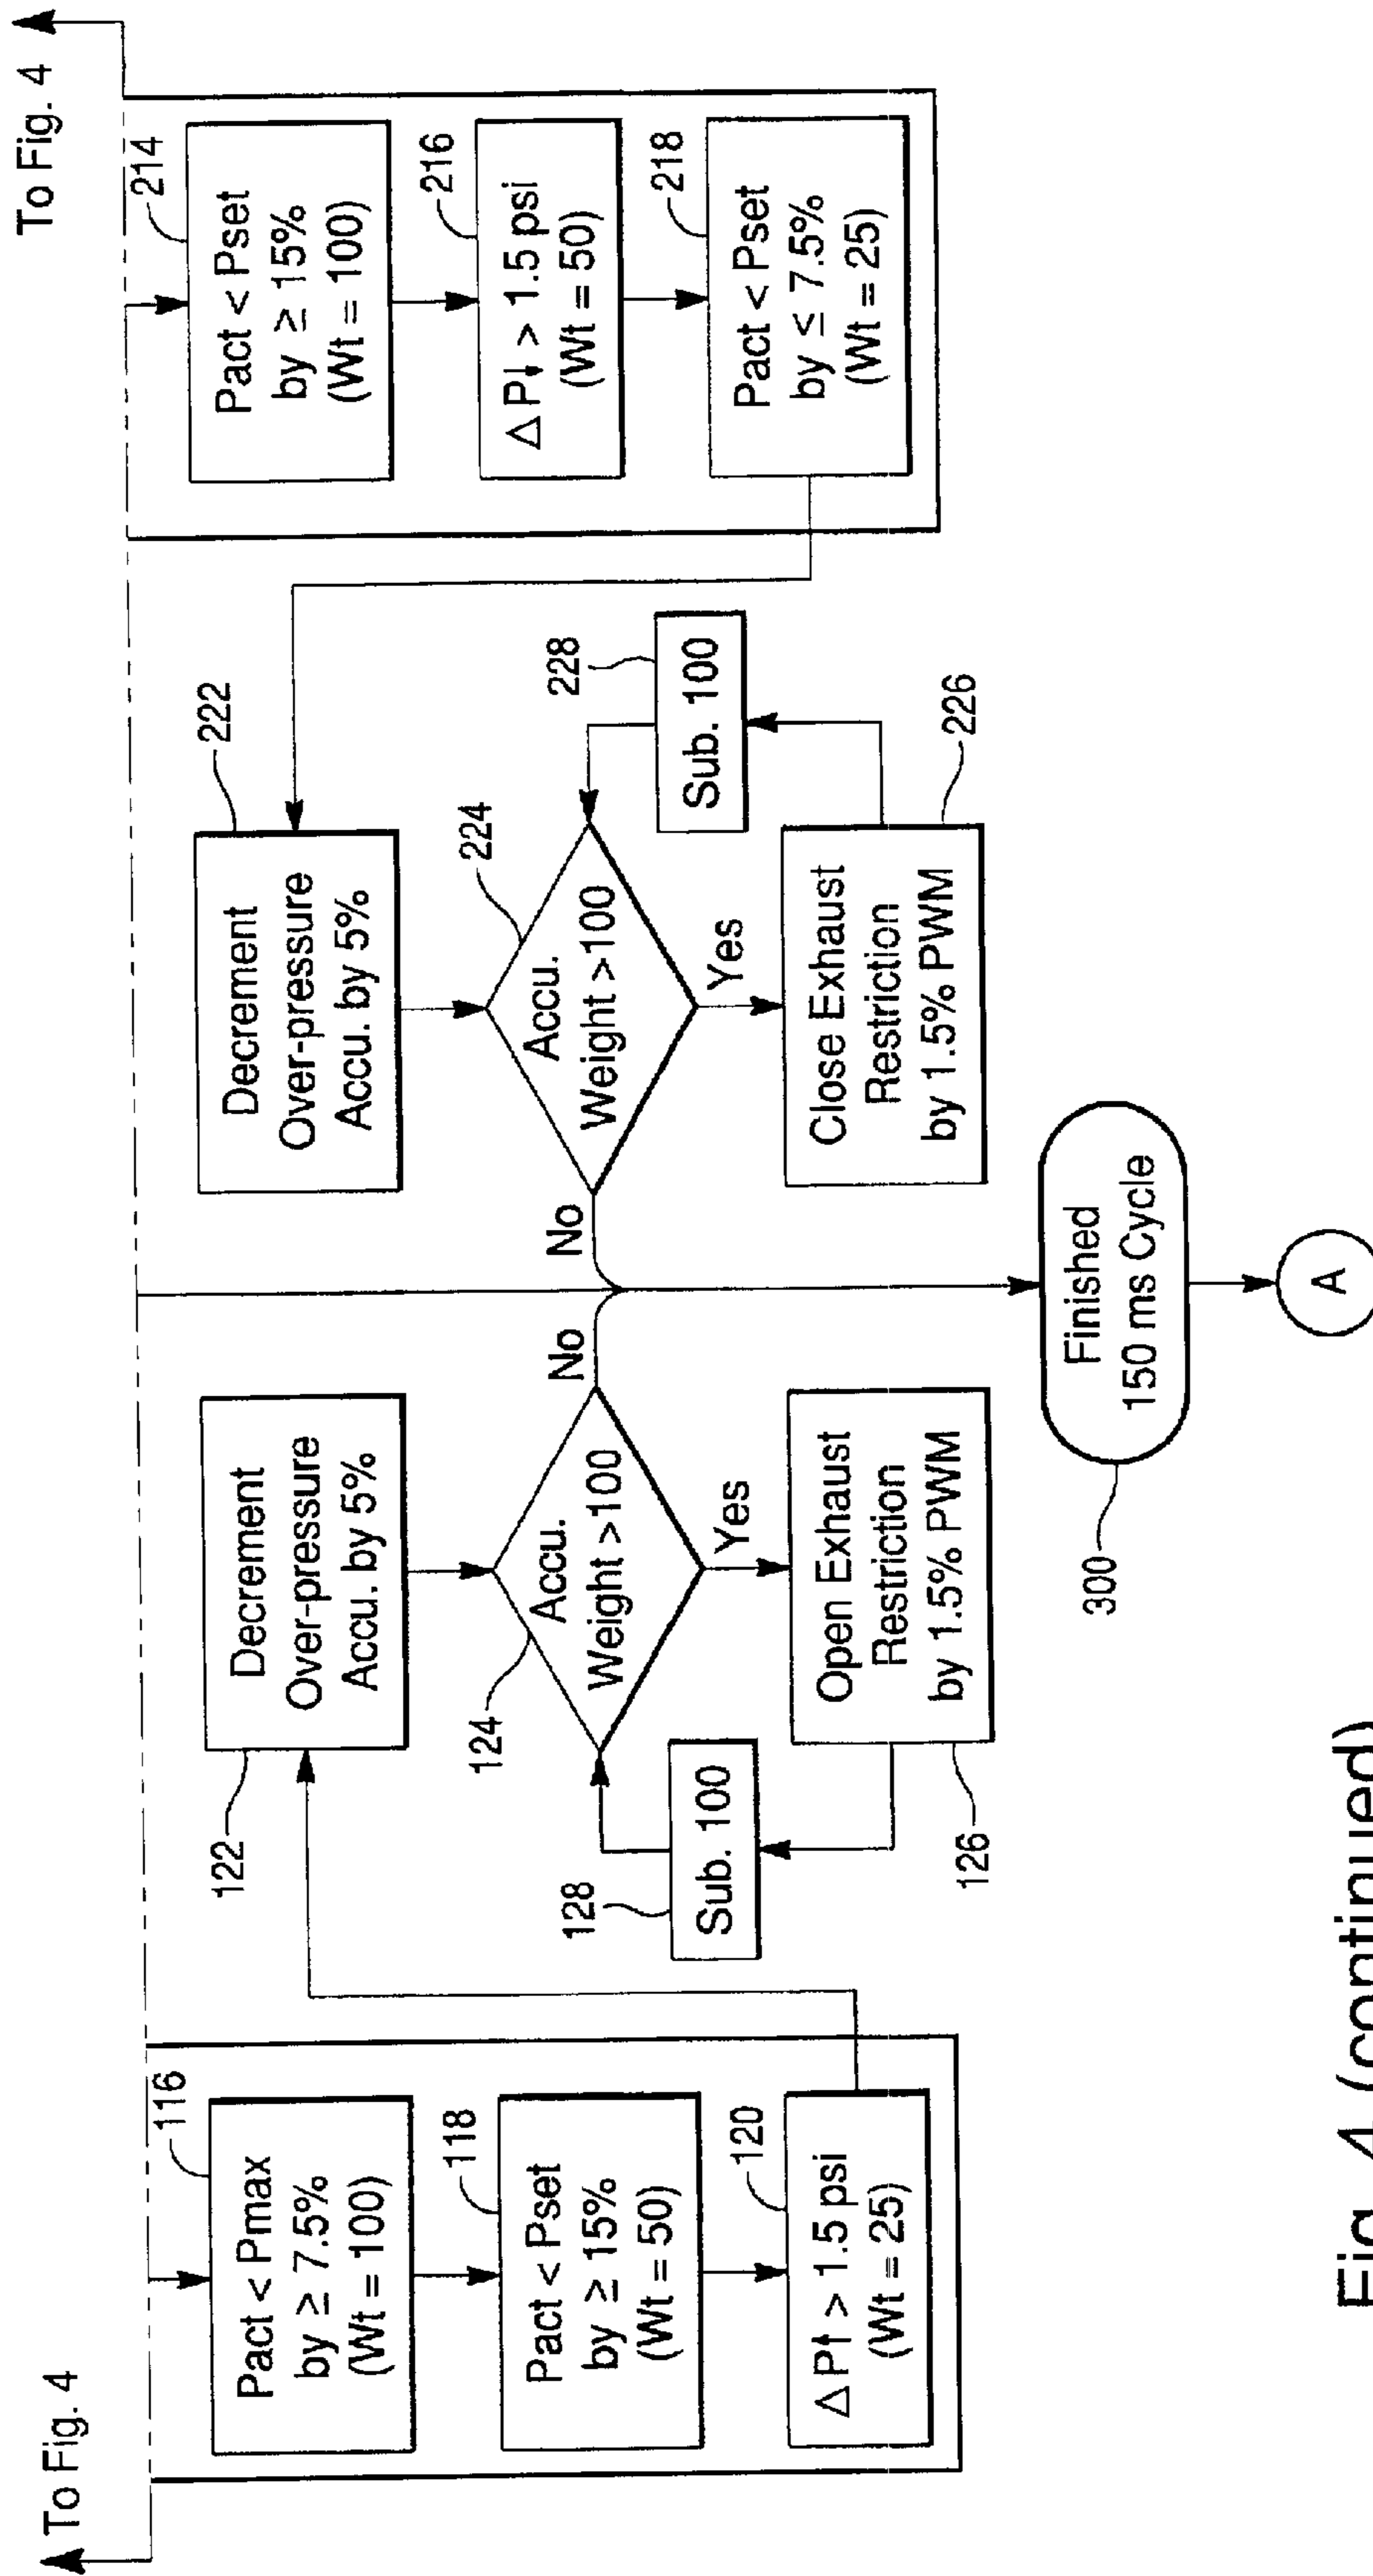 To Fig. 4
116
Pact < Pmax
by ≥ 7.5%
(Wt = 100)
118
Pact < Pset
by ≥ 15%
(Wt = 50)
120
Δ P↑ > 1.5 psi
(Wt = 25)
122
Decrement
Over-pressure
Accu. by 5%
124
Accu.
Weight >100
No
Yes
128
Sub. 100
126
Open Exhaust
Restriction
by 1.5% PWM
222
Decrement
Over-pressure
Accu. by 5%
224
Accu.
Weight >100
No
Yes
228
Sub. 100
226
Close Exhaust
Restriction
by 1.5% PWM
To Fig. 4
214
Pact < Pset
by ≥ 15%
(Wt = 100)
216
Δ P↓ > 1.5 psi
(Wt = 50)
218
Pact < Pset
by ≤ 7.5%
(Wt = 25)
300
Finished
150 ms Cycle
A
Fig. 4 (continued)